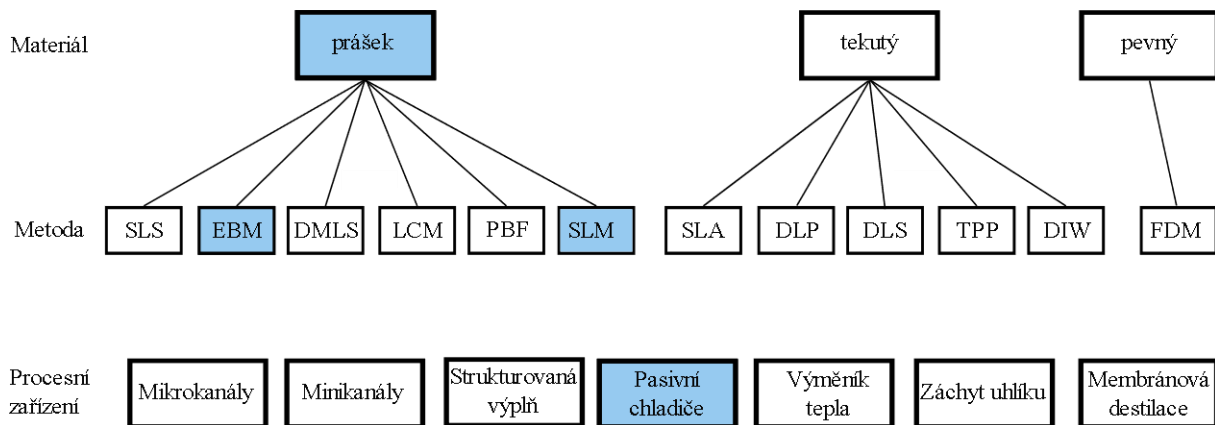 Materiál
prášek
tekutý
pevný
Metoda
SLS
EBM
DMLS
LCM
PBF
SLM
SLA
DLP
DLS
TPP
DIW
FDM
Procesní
zařízení
Mikrokanály
Minikanály
Strukturovaná
výplň
Pasivní
chladiče
Výměník
tepla
Záchyt uhlíku
Membránová
destilace